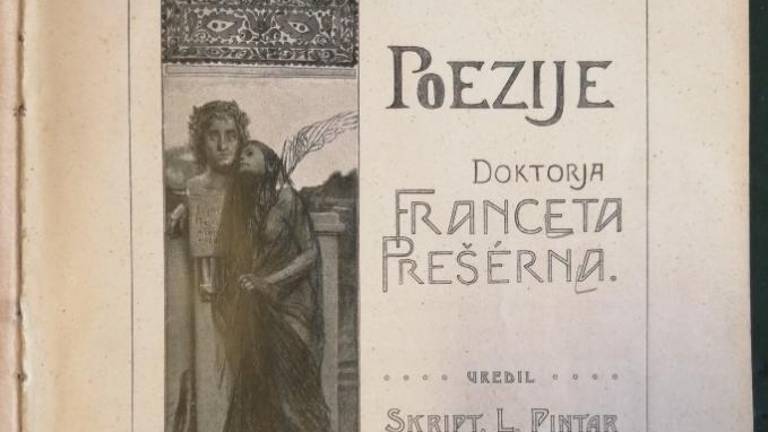 POEZIJE
DOKTORJA
FRANCETA
PREŠÉRNA.
UREDIL
SKRIPT. L. PINTAR